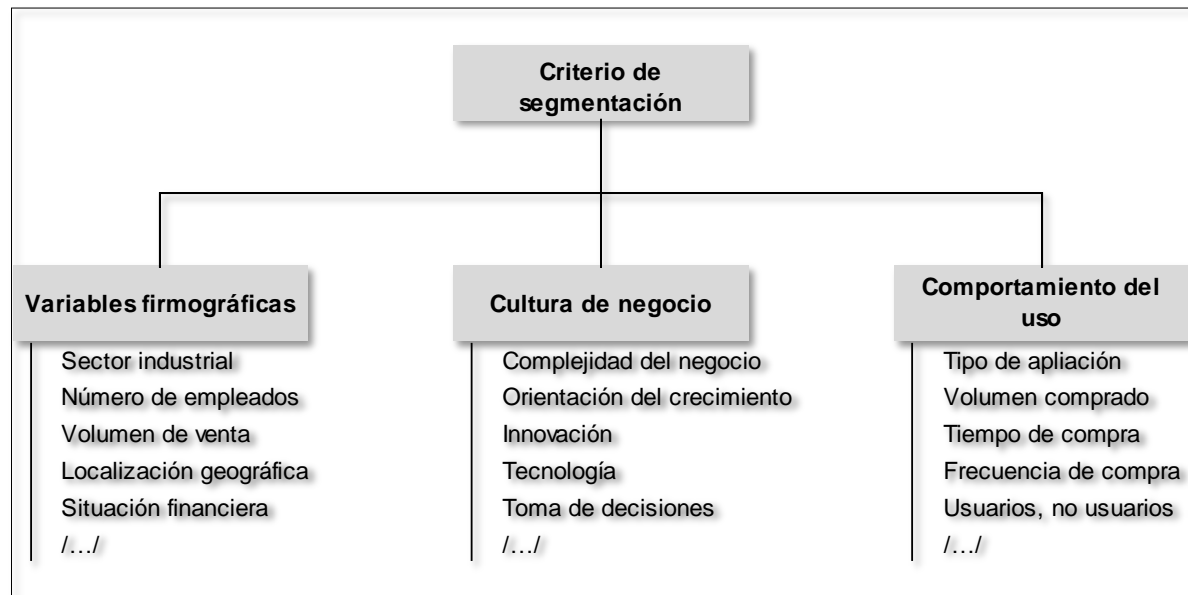 Criterio de
segmentación
Variables firmográficas
Sector industrial
Número de empleados
Volumen de venta
Localización geográfica
Situación financiera
/…/
Cultura de negocio
Complejidad del negocio
Orientación del crecimiento
Innovación
Tecnología
Toma de decisiones
/…/
Comportamiento del
uso
Tipo de apliación
Volumen comprado
Tiempo de compra
Frecuencia de compra
Usuarios, no usuarios
/…/